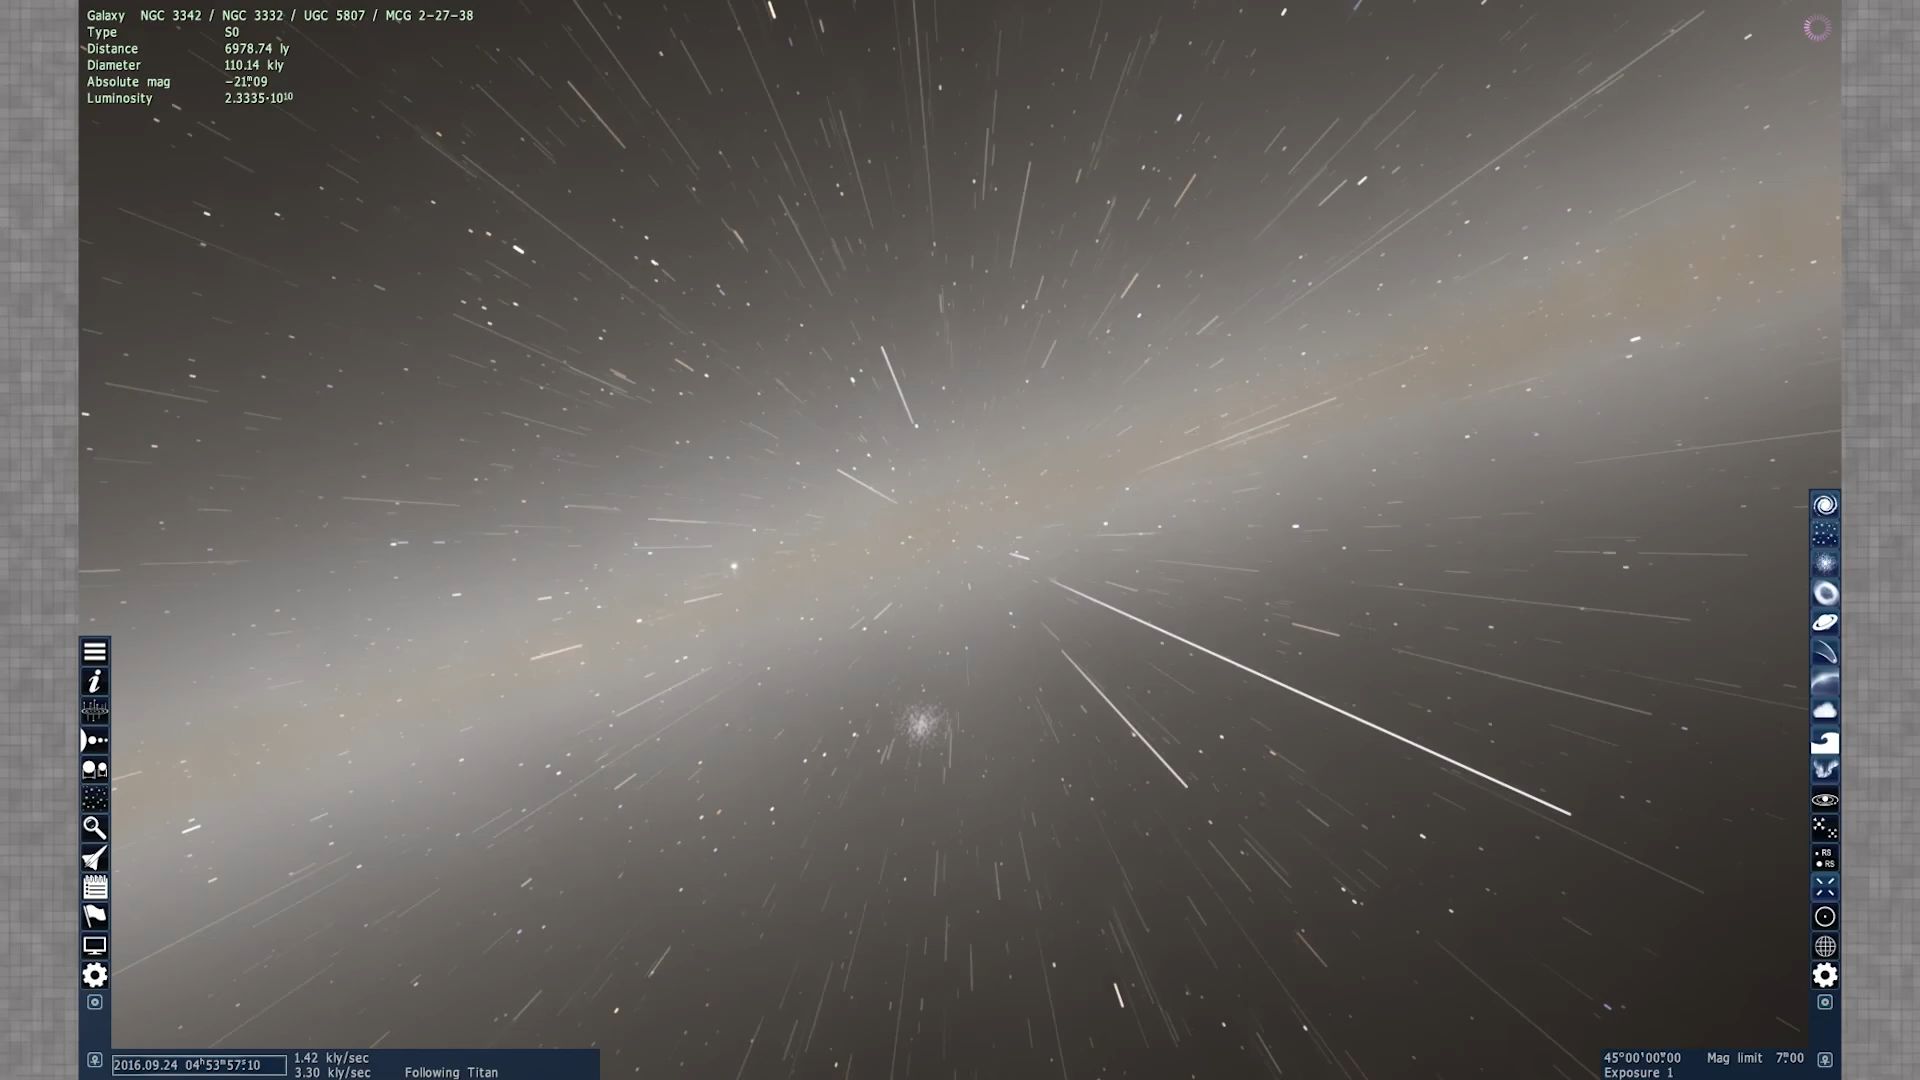 Galaxy NGC 3342 / NGC 3332 / UGC 5807 / MCG 2-27-38
Type S0
Distance 6978.74 ly
Diameter 110.14 kly
Absolute mag −21ᵐ09
Luminosity 2.3335·10¹⁰
RS
RS
2016.09.24 04ʰ53ᵐ57ˢ10
1.42 kly/sec
3.30 kly/sec Following Titan
45°00'00"00 Mag limit 7ᵐ00
Exposure 1